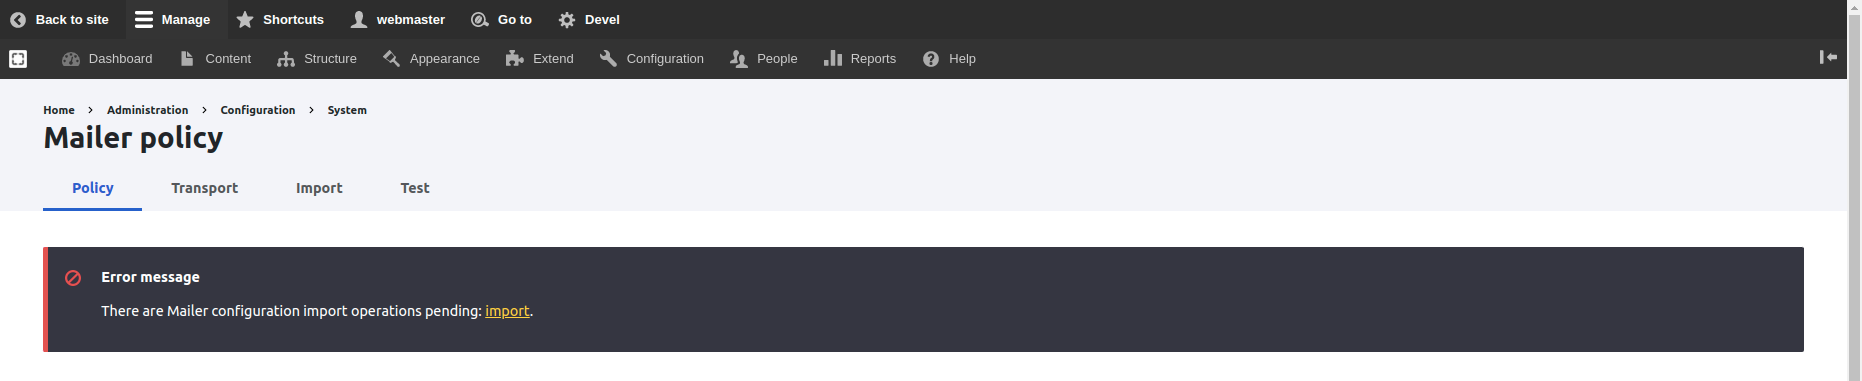 Back to site Manage Shortcuts webmaster Go to Devel
Dashboard Content Structure Appearance Extend Configuration People Reports Help
Home Administration Configuration System
Mailer policy
Policy Transport Import Test
Error message
There are Mailer configuration import operations pending: import.